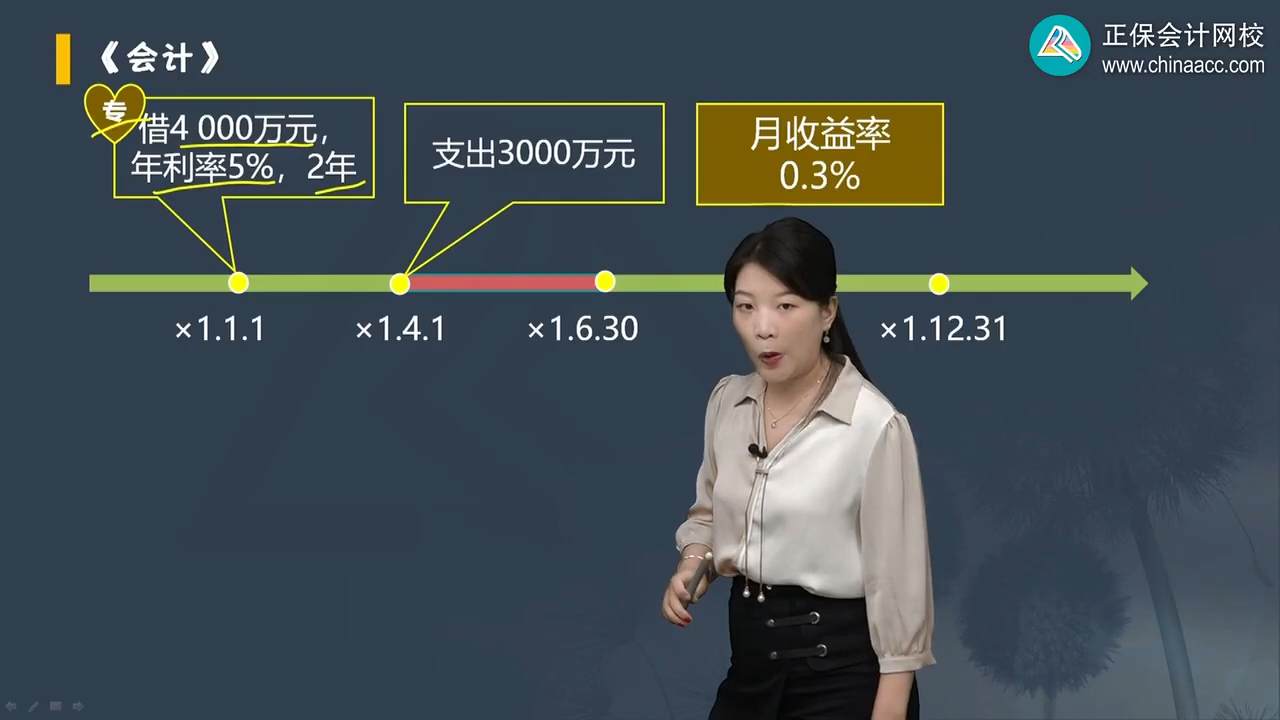 《会计》
正保会计网校
www.chinaacc.com
专
借4 000万元，
年利率5%，2年
支出3000万元
月收益率
0.3%
×1.1.1
×1.4.1
×1.6.30
×1.12.31